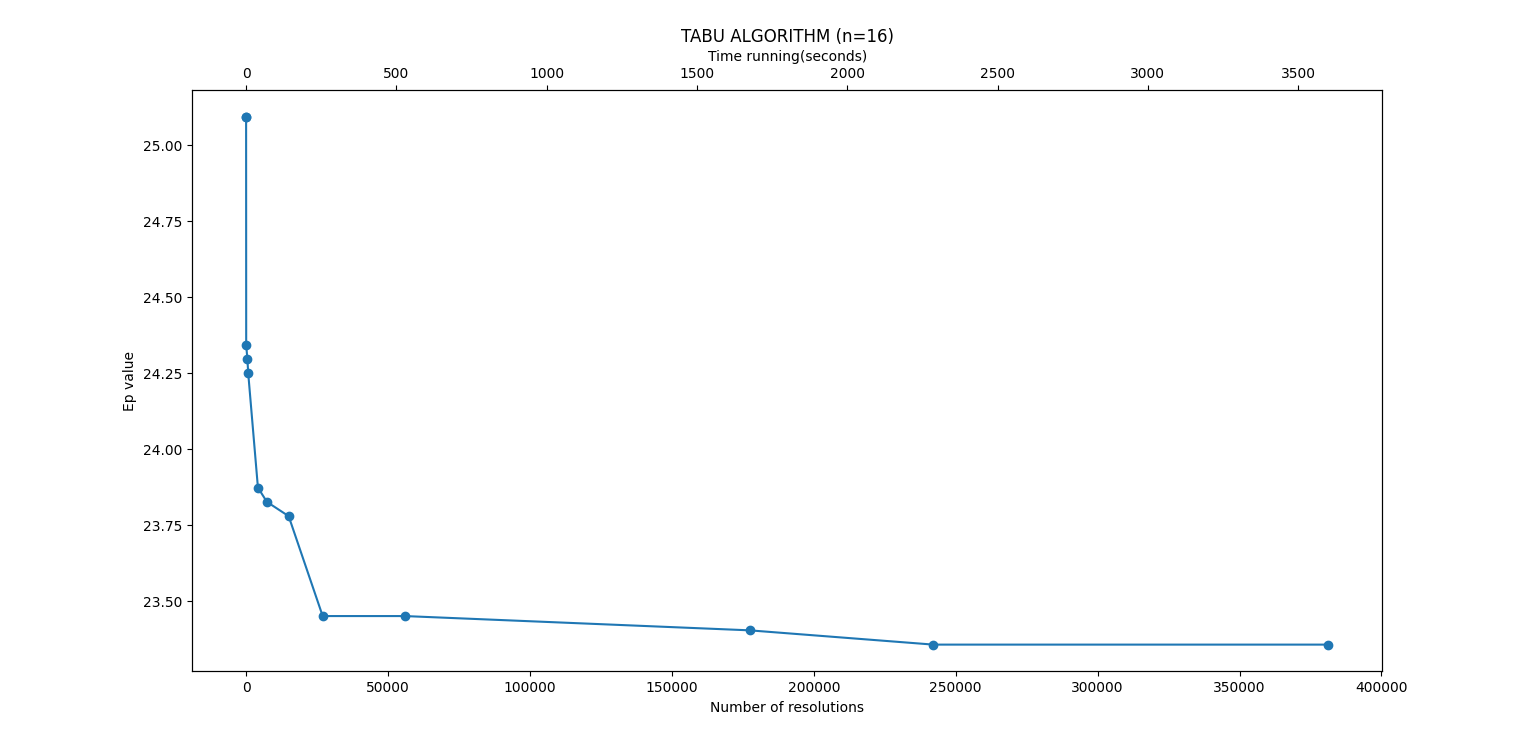 TABU ALGORITHM (n=16)
Time running(seconds)
0 500 1000 1500 2000 2500 3000 3500
25.00
24.75
24.50
24.25
24.00
23.75
23.50
Ep value
0 50000 100000 150000 200000 250000 300000 350000 400000
Number of resolutions